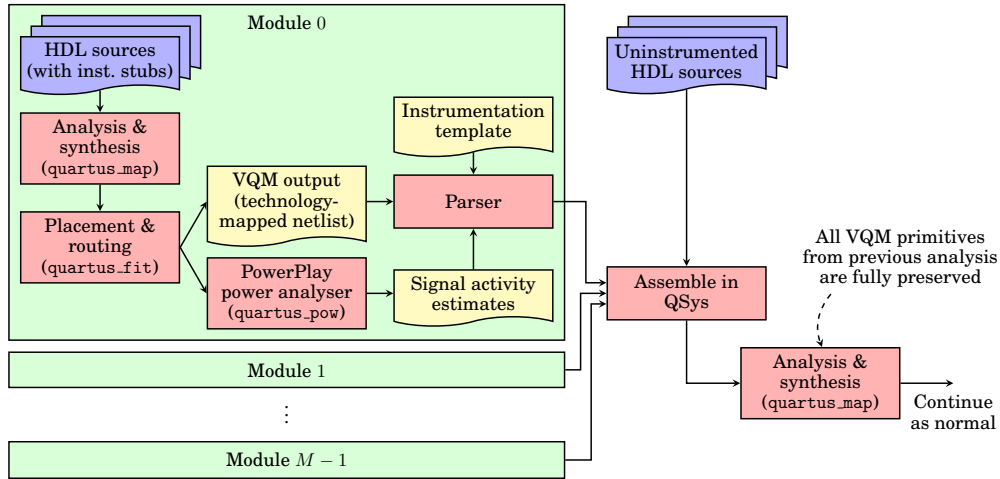 Module 0
HDL sources
(with inst. stubs)
Analysis &
synthesis
(quartus_map)
Placement &
routing
(quartus_fit)
VQM output
(technology-
mapped netlist)
PowerPlay
power analyser
(quartus_pow)
Instrumentation
template
Parser
Signal activity
estimates
Module 1
⋮
Module M − 1
Uninstrumented
HDL sources
Assemble in
QSys
All VQM primitives
from previous analysis
are fully preserved
Analysis &
synthesis
(quartus_map)
Continue
as normal